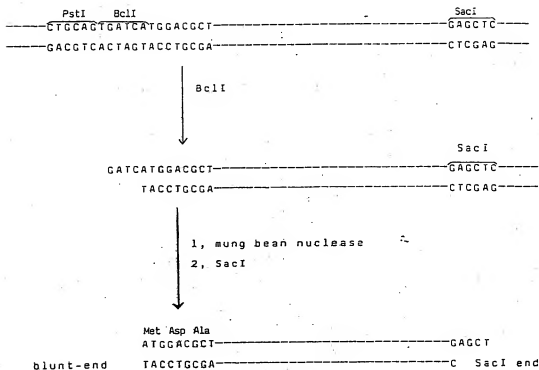 PstI BclI SacI
CTGCAGTGATCATGGACGCT GAGCTC
GACGTCACTAGTACCTGCGA CTCGAG
BclI
SacI
GATCATGGACGCT GAGCTC
TACCTGCGA CTCGAG
1, mung bean nuclease
2, SacI
Met Asp Ala
ATGGACGCT GAGCT
blunt-end TACCTGCGA C SacI end